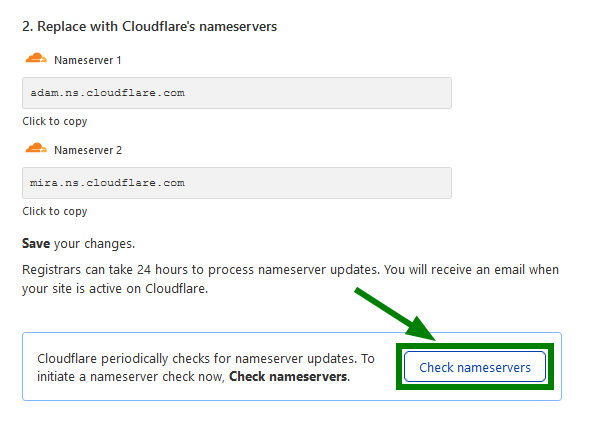 2. Replace with Cloudflare's nameservers
Nameserver 1
adam.ns.cloudflare.com
Click to copy
Nameserver 2
mira.ns.cloudflare.com
Click to copy
Save your changes.
Registrars can take 24 hours to process nameserver updates. You will receive an email when
your site is active on Cloudflare.
Cloudflare periodically checks for nameserver updates. To
initiate a nameserver check now, Check nameservers.
Check nameservers